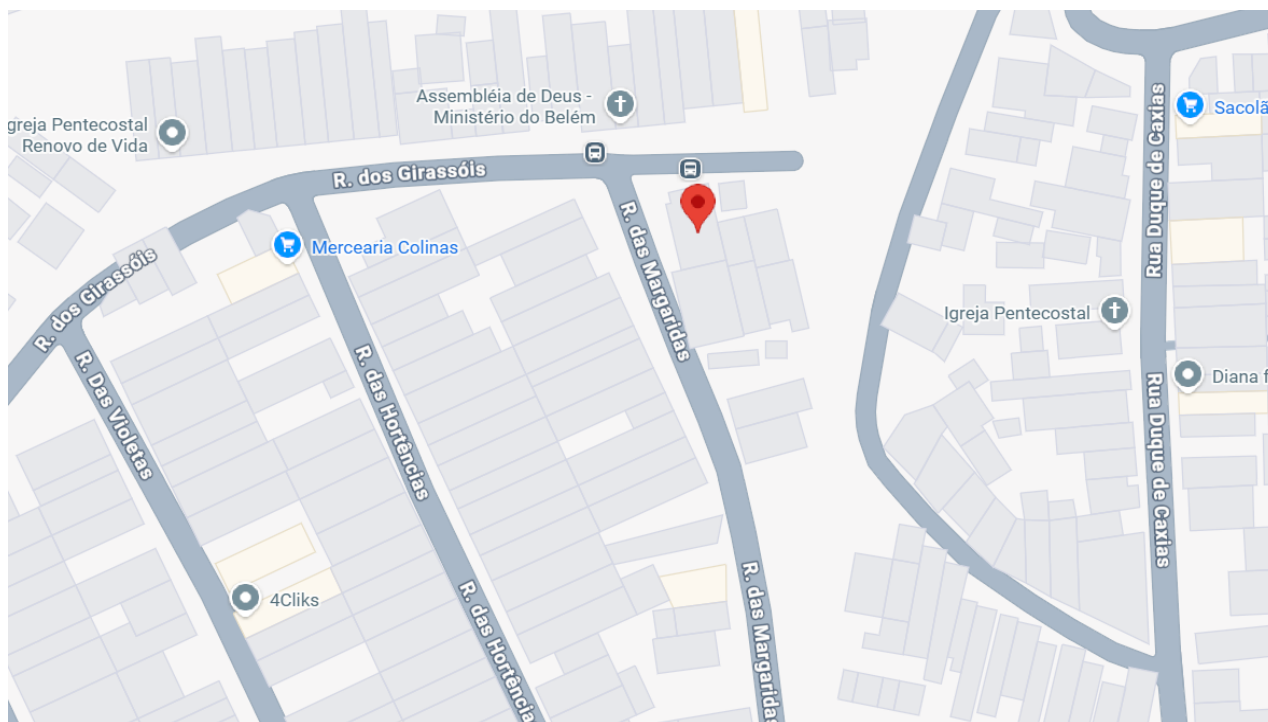 Assembléia de Deus -
Ministério do Belém
Sacolã
greja Pentecostal
Renovo de Vida
R. dos Girassóis
Rua Duque de Caxias
R. das Margaridas
Mercearia Colinas
R. dos Girassóis
Igreja Pentecostal
R. Das Violetas
R. das Hortências
Diana f
Rua Duque de Caxias
4Cliks
R. das Hortência
R. das Margaridas